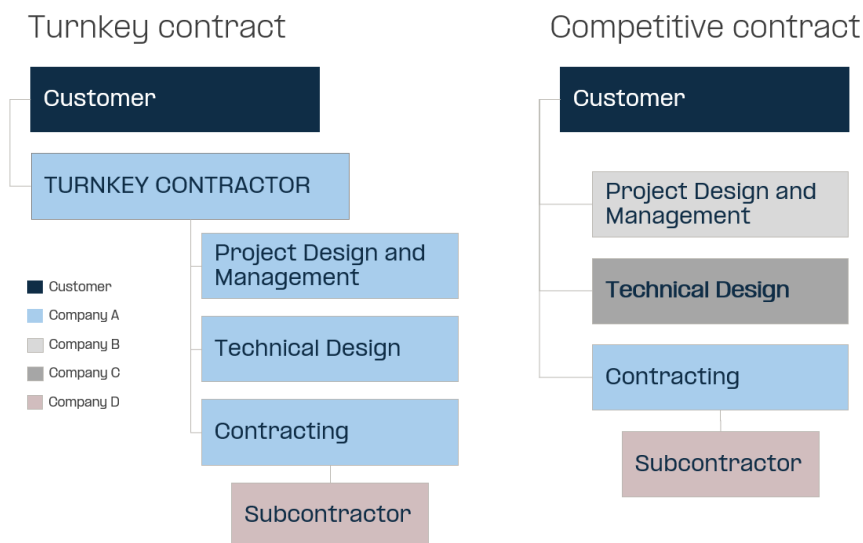 Turnkey contract
Customer
TURNKEY CONTRACTOR
Project Design and
Management
Technical Design
Contracting
Subcontractor
Customer
Company A
Company B
Company C
Company D
Competitive contract
Customer
Project Design and
Management
Technical Design
Contracting
Subcontractor